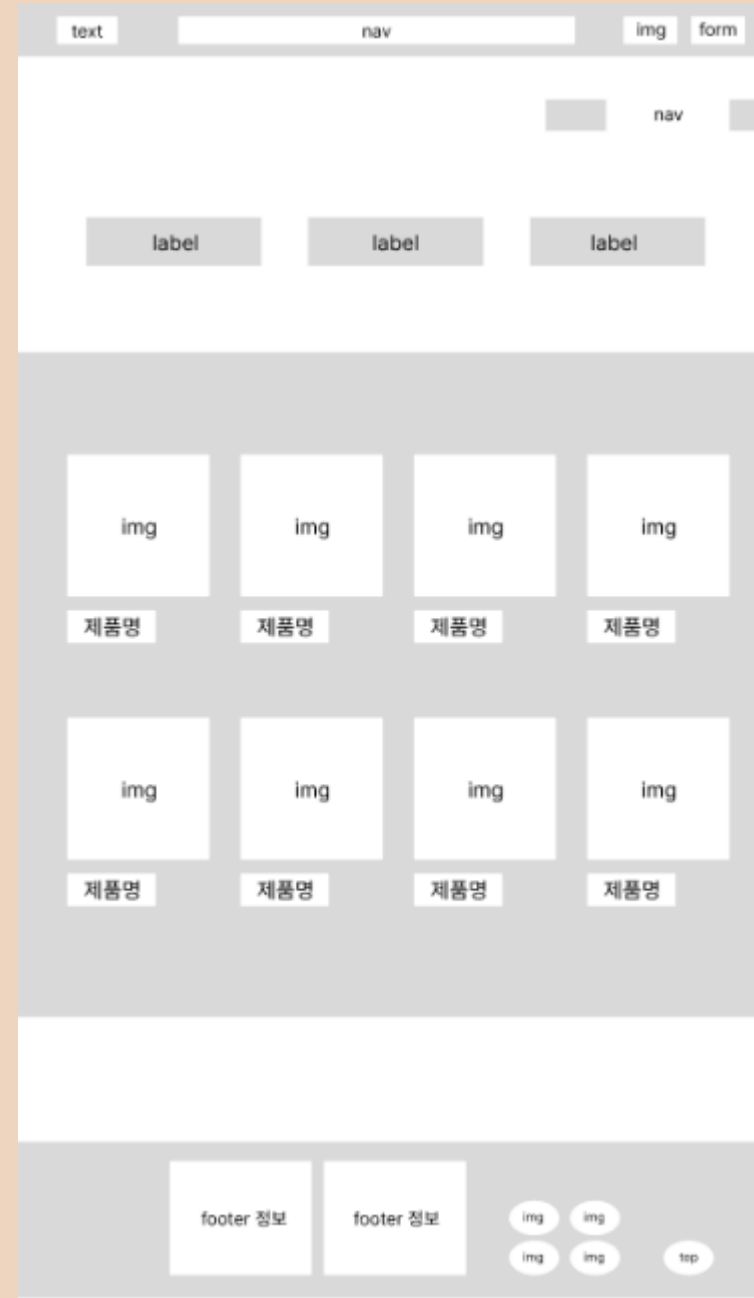 text nav img form
nav
label label label
img img img img
제품명 제품명 제품명 제품명
img img img img
제품명 제품명 제품명 제품명
footer 정보 footer 정보 img img
img img top